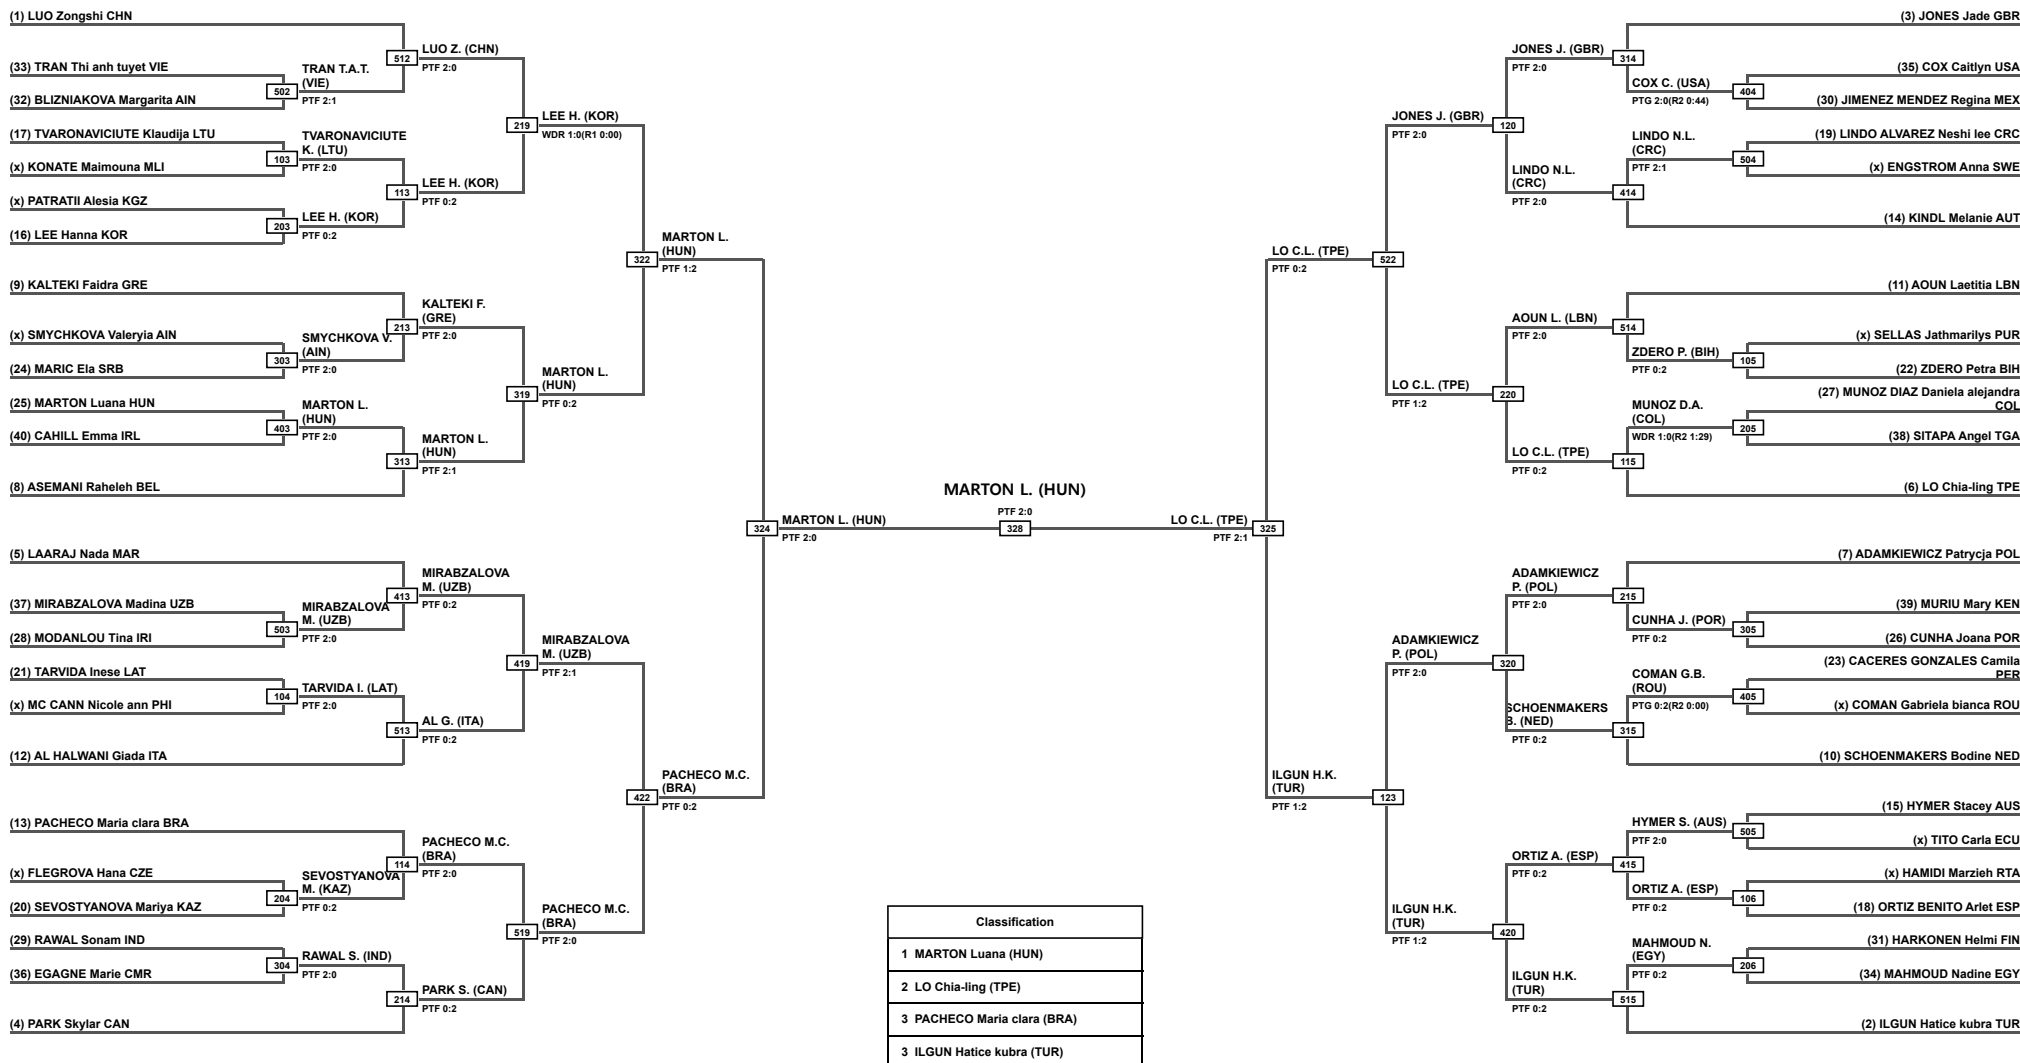 (1) LUO Zongshi CHN
(33) TRAN Thi anh tuyet VIE
(32) BLIZNIAKOVA Margarita AIN
(17) TVARONAVICIUTE Klaudija LTU
(x) KONATE Maimouna MLI
(x) PATRATII Alesia KGZ
(16) LEE Hanna KOR
(9) KALTEKI Faidra GRE
(x) SMYCHKOVA Valeryia AIN
(24) MARIC Ela SRB
(25) MARTON Luana HUN
(40) CAHILL Emma IRL
(8) ASEMANI Raheleh BEL
(5) LAARAJ Nada MAR
(37) MIRABZALOVA Madina UZB
(28) MODANLOU Tina IRI
(21) TARVIDA Inese LAT
(x) MC CANN Nicole ann PHI
(12) AL HALWANI Giada ITA
(13) PACHECO Maria clara BRA
(x) FLEGROVA Hana CZE
(20) SEVOSTYANOVA Mariya KAZ
(29) RAWAL Sonam IND
(36) EGAGNE Marie CMR
(4) PARK Skylar CAN
TRAN T.A.T.
(VIE)
502
PTF 2:1
TVARONAVICIUTE
K. (LTU)
103
PTF 2:0
LEE H. (KOR)
203
PTF 0:2
SMYCHKOVA V.
(AIN)
303
PTF 2:0
MARTON L.
(HUN)
403
PTF 2:0
MIRABZALOVA
M. (UZB)
503
PTF 2:0
TARVIDA I. (LAT)
104
PTF 2:0
SEVOSTYANOVA
M. (KAZ)
204
PTF 0:2
RAWAL S. (IND)
304
PTF 2:0
LUO Z. (CHN)
512
PTF 2:0
LEE H. (KOR)
113
PTF 0:2
KALTEKI F.
(GRE)
213
PTF 2:0
MARTON L.
(HUN)
313
PTF 2:1
MIRABZALOVA
M. (UZB)
413
PTF 0:2
AL G. (ITA)
513
PTF 0:2
PACHECO M.C.
(BRA)
114
PTF 2:0
PARK S. (CAN)
214
PTF 0:2
LEE H. (KOR)
219
WDR 1:0(R1 0:00)
MARTON L.
(HUN)
319
PTF 0:2
MIRABZALOVA
M. (UZB)
419
PTF 2:1
PACHECO M.C.
(BRA)
519
PTF 2:0
MARTON L.
(HUN)
322
PTF 1:2
PACHECO M.C.
(BRA)
422
PTF 0:2
324
MARTON L. (HUN)
PTF 2:0
MARTON L. (HUN)
PTF 2:0
328
LO C.L. (TPE)
325
PTF 2:1
LO C.L. (TPE)
522
PTF 0:2
ILGUN H.K.
(TUR)
123
PTF 1:2
JONES J. (GBR)
120
PTF 2:0
LO C.L. (TPE)
220
PTF 1:2
ADAMKIEWICZ
P. (POL)
320
PTF 2:0
ILGUN H.K.
(TUR)
420
PTF 1:2
JONES J. (GBR)
314
PTF 2:0
LINDO N.L.
(CRC)
414
PTF 2:0
AOUN L. (LBN)
514
PTF 2:0
LO C.L. (TPE)
115
PTF 0:2
ADAMKIEWICZ
P. (POL)
215
PTF 2:0
SCHOENMAKERS
B. (NED)
315
PTF 0:2
ORTIZ A. (ESP)
415
PTF 0:2
ILGUN H.K.
(TUR)
515
PTF 0:2
COX C. (USA)
404
PTG 2:0(R2 0:44)
LINDO N.L.
(CRC)
504
PTF 2:1
ZDERO P. (BIH)
105
PTF 0:2
MUNOZ D.A.
(COL)
205
WDR 1:0(R2 1:29)
CUNHA J. (POR)
305
PTF 0:2
COMAN G.B.
(ROU)
405
PTG 0:2(R2 0:00)
HYMER S. (AUS)
505
PTF 2:0
ORTIZ A. (ESP)
106
PTF 0:2
MAHMOUD N.
(EGY)
206
PTF 0:2
(3) JONES Jade GBR
(35) COX Caitlyn USA
(30) JIMENEZ MENDEZ Regina MEX
(19) LINDO ALVAREZ Neshi lee CRC
(x) ENGSTROM Anna SWE
(14) KINDL Melanie AUT
(11) AOUN Laetitia LBN
(x) SELLAS Jathmarilys PUR
(22) ZDERO Petra BIH
(27) MUNOZ DIAZ Daniela alejandra
COL
(38) SITAPA Angel TGA
(6) LO Chia-ling TPE
(7) ADAMKIEWICZ Patrycja POL
(39) MURIU Mary KEN
(26) CUNHA Joana POR
(23) CACERES GONZALES Camila
PER
(x) COMAN Gabriela bianca ROU
(10) SCHOENMAKERS Bodine NED
(15) HYMER Stacey AUS
(x) TITO Carla ECU
(x) HAMIDI Marzieh RTA
(18) ORTIZ BENITO Arlet ESP
(31) HARKONEN Helmi FIN
(34) MAHMOUD Nadine EGY
(2) ILGUN Hatice kubra TUR
Classification
1 MARTON Luana (HUN)
2 LO Chia-ling (TPE)
3 PACHECO Maria clara (BRA)
3 ILGUN Hatice kubra (TUR)